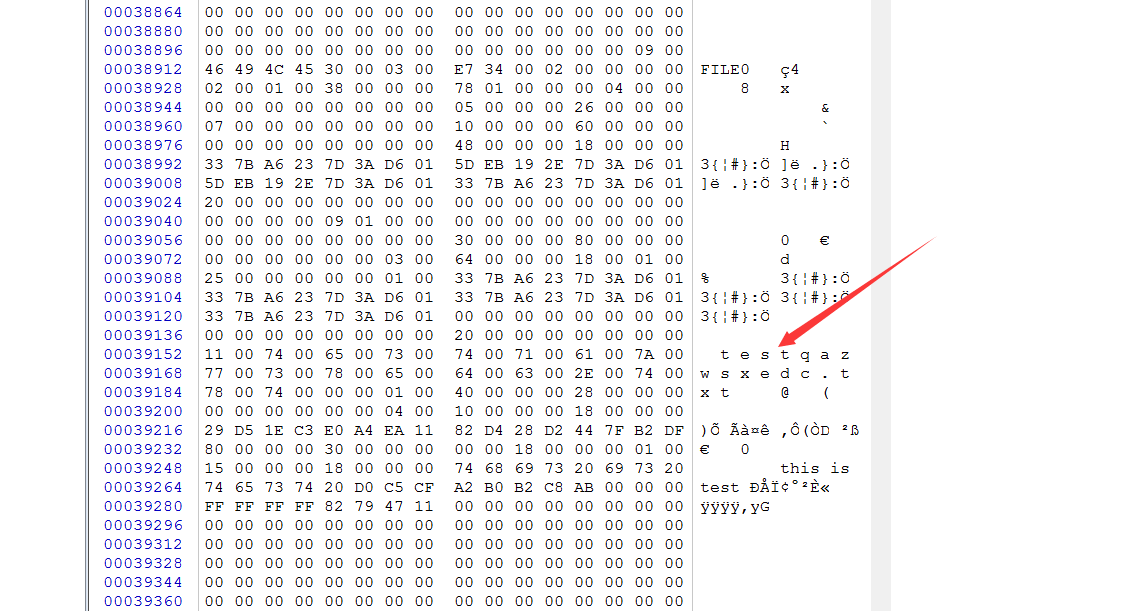 00038864 00 00 00 00 00 00 00 00 00 00 00 00 00 00 00 00
00038880 00 00 00 00 00 00 00 00 00 00 00 00 00 00 00 00
00038896 00 00 00 00 00 00 00 00 00 00 00 00 00 00 09 00
00038912 46 49 4C 45 30 00 03 00 E7 34 00 02 00 00 00 00 FILE0 ç4
00038928 02 00 01 00 38 00 00 00 78 01 00 00 00 04 00 00 8 x
00038944 00 00 00 00 00 00 00 00 05 00 00 00 26 00 00 00 &
00038960 07 00 00 00 00 00 00 00 10 00 00 00 60 00 00 00 `
00038976 00 00 00 00 00 00 00 00 48 00 00 00 18 00 00 00 H
00038992 33 7B A6 23 7D 3A D6 01 5D EB 19 2E 7D 3A D6 01 3{¦#}:Ö ]ë .}:Ö
00039008 5D EB 19 2E 7D 3A D6 01 33 7B A6 23 7D 3A D6 01 ]ë .}:Ö 3{¦#}:Ö
00039024 20 00 00 00 00 00 00 00 00 00 00 00 00 00 00 00
00039040 00 00 00 00 09 01 00 00 00 00 00 00 00 00 00 00
00039056 00 00 00 00 00 00 00 00 30 00 00 00 80 00 00 00 0 €
00039072 00 00 00 00 00 00 03 00 64 00 00 00 18 00 01 00 d
00039088 25 00 00 00 00 00 01 00 33 7B A6 23 7D 3A D6 01 % 3{¦#}:Ö
00039104 33 7B A6 23 7D 3A D6 01 33 7B A6 23 7D 3A D6 01 3{¦#}:Ö 3{¦#}:Ö
00039120 33 7B A6 23 7D 3A D6 01 00 00 00 00 00 00 00 00 3{¦#}:Ö
00039136 00 00 00 00 00 00 00 00 20 00 00 00 00 00 00 00
00039152 11 00 74 00 65 00 73 00 74 00 71 00 61 00 7A 00 t e s t q a z
00039168 77 00 73 00 78 00 65 00 64 00 63 00 2E 00 74 00 w s x e d c . t
00039184 78 00 74 00 00 00 01 00 40 00 00 00 28 00 00 00 x t @ (
00039200 00 00 00 00 00 00 04 00 10 00 00 00 18 00 00 00
00039216 29 D5 1E C3 E0 A4 EA 11 82 D4 28 D2 44 7F B2 DF )Õ Ãà¤ê ‚Ô(ÒD ²ß
00039232 80 00 00 00 30 00 00 00 00 00 18 00 00 00 01 00 € 0
00039248 15 00 00 00 18 00 00 00 74 68 69 73 20 69 73 20 this is
00039264 74 65 73 74 20 D0 C5 CF A2 B0 B2 C8 AB 00 00 00 test ÐÅÏ¢°²È«
00039280 FF FF FF FF 82 79 47 11 00 00 00 00 00 00 00 00 ÿÿÿÿ‚yG
00039296 00 00 00 00 00 00 00 00 00 00 00 00 00 00 00 00
00039312 00 00 00 00 00 00 00 00 00 00 00 00 00 00 00 00
00039328 00 00 00 00 00 00 00 00 00 00 00 00 00 00 00 00
00039344 00 00 00 00 00 00 00 00 00 00 00 00 00 00 00 00
00039360 00 00 00 00 00 00 00 00 00 00 00 00 00 00 00 00